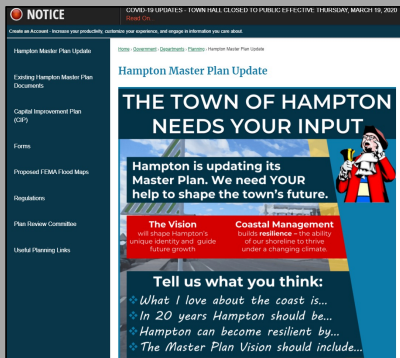 NOTICE
COVID-19 UPDATES - TOWN HALL CLOSED TO PUBLIC EFFECTIVE THURSDAY, MARCH 19, 2020
Read On...
Create an Account - Increase your productivity, customize your experience, and engage in information you care about.
Hampton Master Plan Update
Existing Hampton Master Plan
Documents
Capital Improvement Plan
(CIP)
Forms
Proposed FEMA Flood Maps
Regulations
Plan Review Committee
Useful Planning Links
Home › Government › Departments › Planning › Hampton Master Plan Update
Hampton Master Plan Update
THE TOWN OF HAMPTON
NEEDS YOUR INPUT
Hampton is updating its
Master Plan. We need YOUR
help to shape the town's future.
The Vision
will shape Hampton's
unique identity and guide
future growth
Coastal Management
builds resilience – the ability
of our shoreline to thrive
under a changing climate.
Tell us what you think:
What I love about the coast is...
In 20 years Hampton should be...
Hampton can become resilient by...
The Master Plan Vision should include...